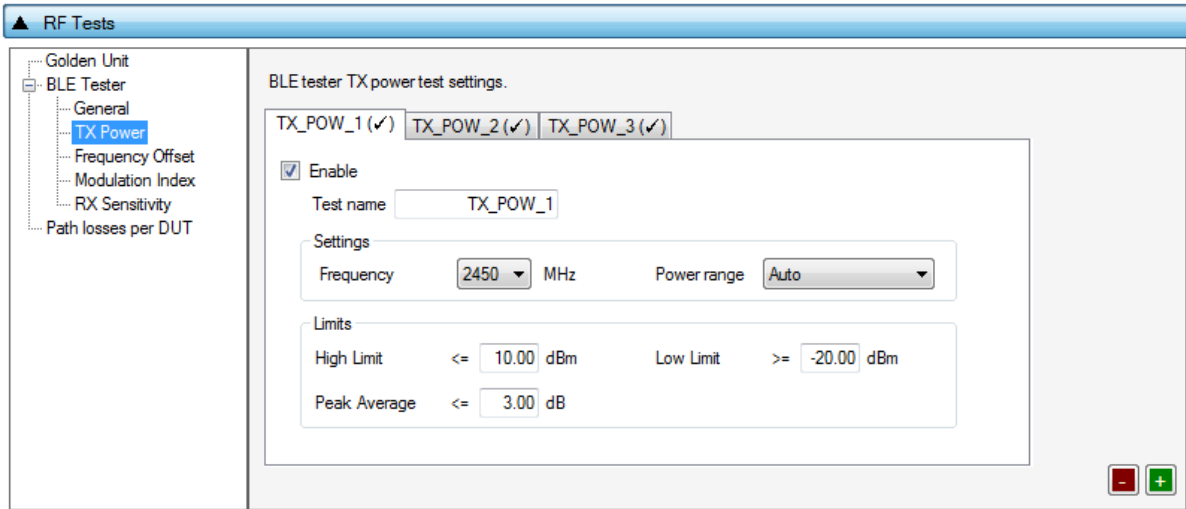 ▲ RF Tests
Golden Unit
BLE Tester
General
TX Power
Frequency Offset
Modulation Index
RX Sensitivity
Path losses per DUT
BLE tester TX power test settings.
TX_POW_1 (✓) TX_POW_2 (✓) TX_POW_3 (✓)
Enable
Test name TX_POW_1
Settings
Frequency 2450 MHz Power range Auto
Limits
High Limit <= 10.00 dBm Low Limit >= -20.00 dBm
Peak Average <= 3.00 dB
- +